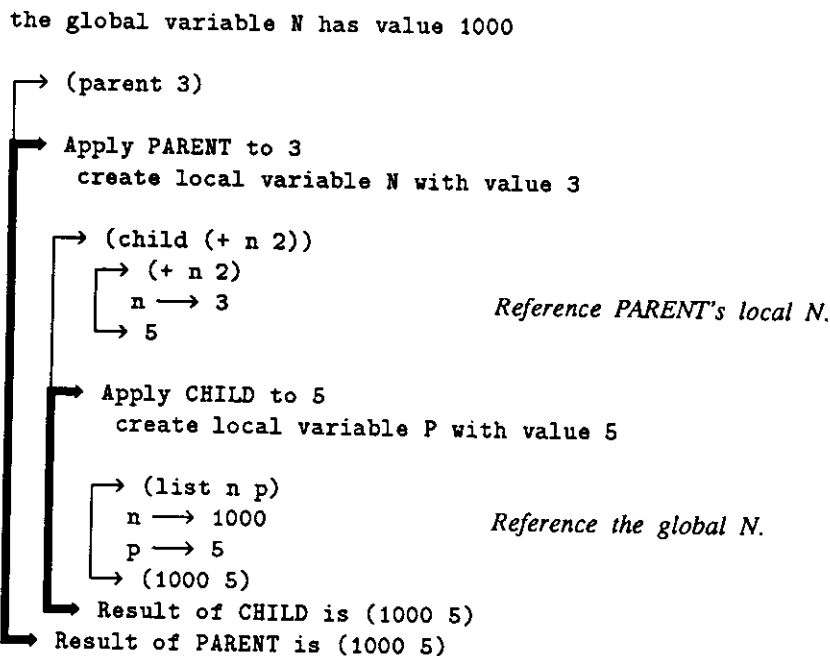 the global variable N has value 1000
→ (parent 3)
Apply PARENT to 3
create local variable N with value 3
→ (child (+ n 2))
→ (+ n 2)
n → 3 Reference PARENT's local N.
→ 5
Apply CHILD to 5
create local variable P with value 5
→ (list n p)
n → 1000 Reference the global N.
p → 5
→ (1000 5)
Result of CHILD is (1000 5)
Result of PARENT is (1000 5)